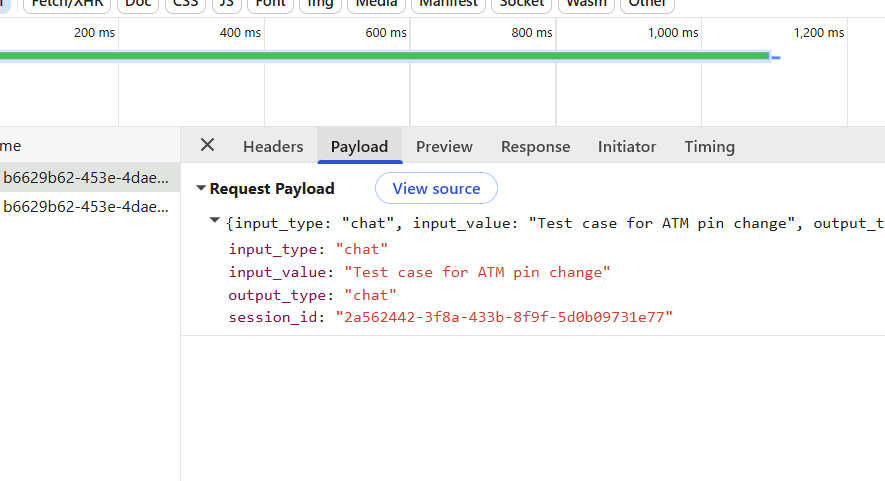 Fetch/XHR Doc CSS JS Font Img Media Manifest Socket Wasm Other
200 ms 400 ms 600 ms 800 ms 1,000 ms 1,200 ms
me
Headers Payload Preview Response Initiator Timing
b6629b62-453e-4dae...
b6629b62-453e-4dae...
Request Payload View source
{input_type: "chat", input_value: "Test case for ATM pin change", output_t
input_type: "chat"
input_value: "Test case for ATM pin change"
output_type: "chat"
session_id: "2a562442-3f8a-433b-8f9f-5d0b09731e77"